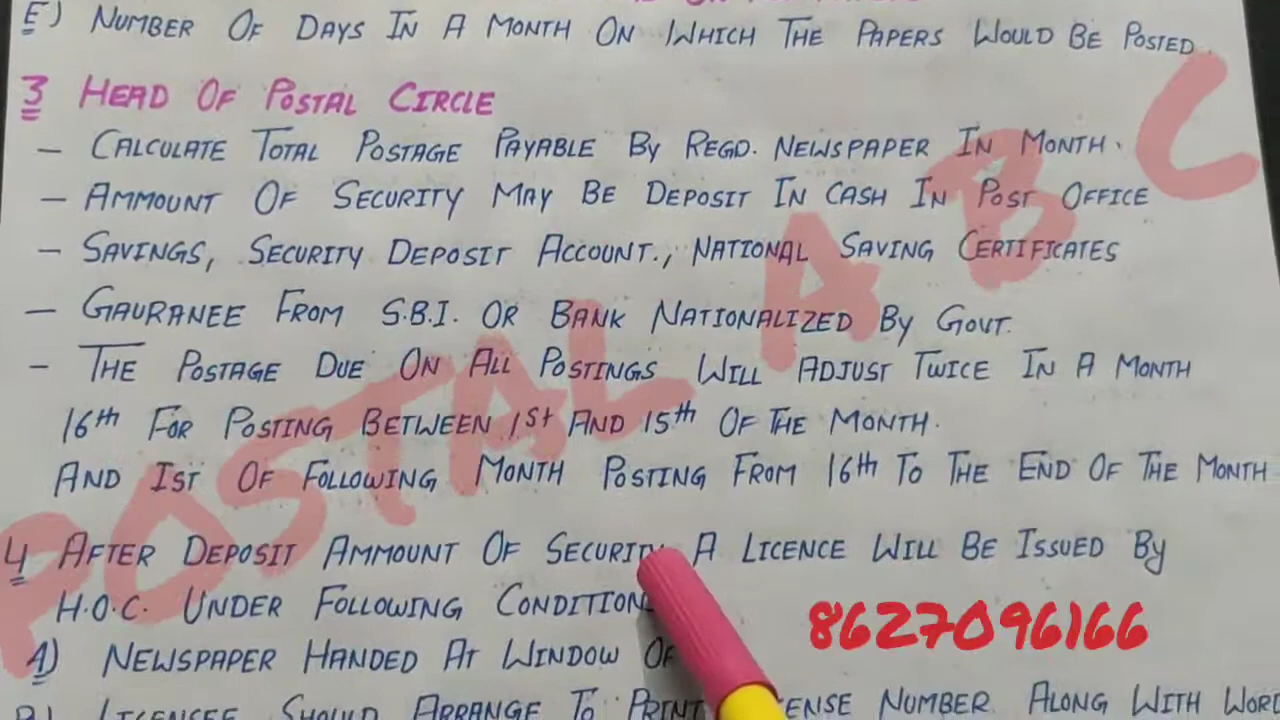 E) NUMBER OF DAYS IN A MONTH ON WHICH THE PAPERS WOULD BE POSTED.
3 HEAD OF POSTAL CIRCLE
- CALCULATE TOTAL POSTAGE PAYABLE BY REGD. NEWSPAPER IN MONTH.
- AMMOUNT OF SECURITY MAY BE DEPOSIT IN CASH IN POST OFFICE
- SAVINGS, SECURITY DEPOSIT ACCOUNT., NATIONAL SAVING CERTIFICATES
- GAURANEE FROM S.B.I. OR BANK NATIONALIZED BY GOVT.
- THE POSTAGE DUE ON ALL POSTINGS WILL ADJUST TWICE IN A MONTH
16th FOR POSTING BETWEEN 1St AND 15th OF THE MONTH.
AND IST OF FOLLOWING MONTH POSTING FROM 16th TO THE END OF THE MONTH
4 AFTER DEPOSIT AMMOUNT OF SECURITY A LICENCE WILL BE ISSUED BY
H.O.C. UNDER FOLLOWING CONDITION
8627096166
A) NEWSPAPER HANDED AT WINDOW OF
B) LICENSEE SHOULD ARRANGE TO PRINT ENSE NUMBER ALONG WITH WORD
POSTAL A B C